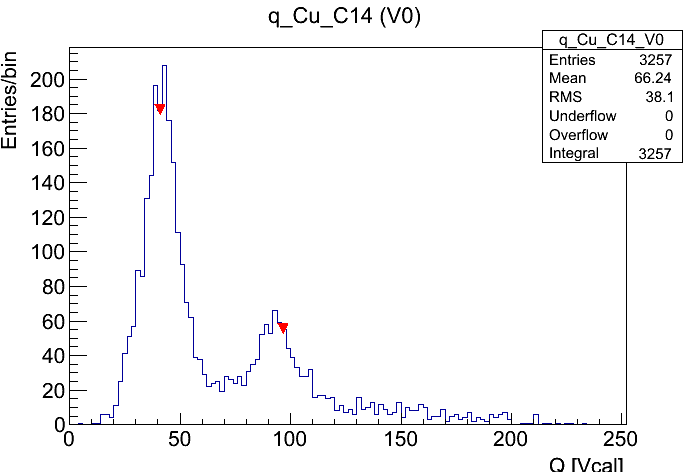 q_Cu_C14 (V0)
q_Cu_C14_V0
Entries 3257
Mean 66.24
RMS 38.1
Underflow 0
Overflow 0
Integral 3257
Entries/bin
200
180
160
140
120
100
80
60
40
20
0
0 50 100 150 200 250
Q [Vcal]